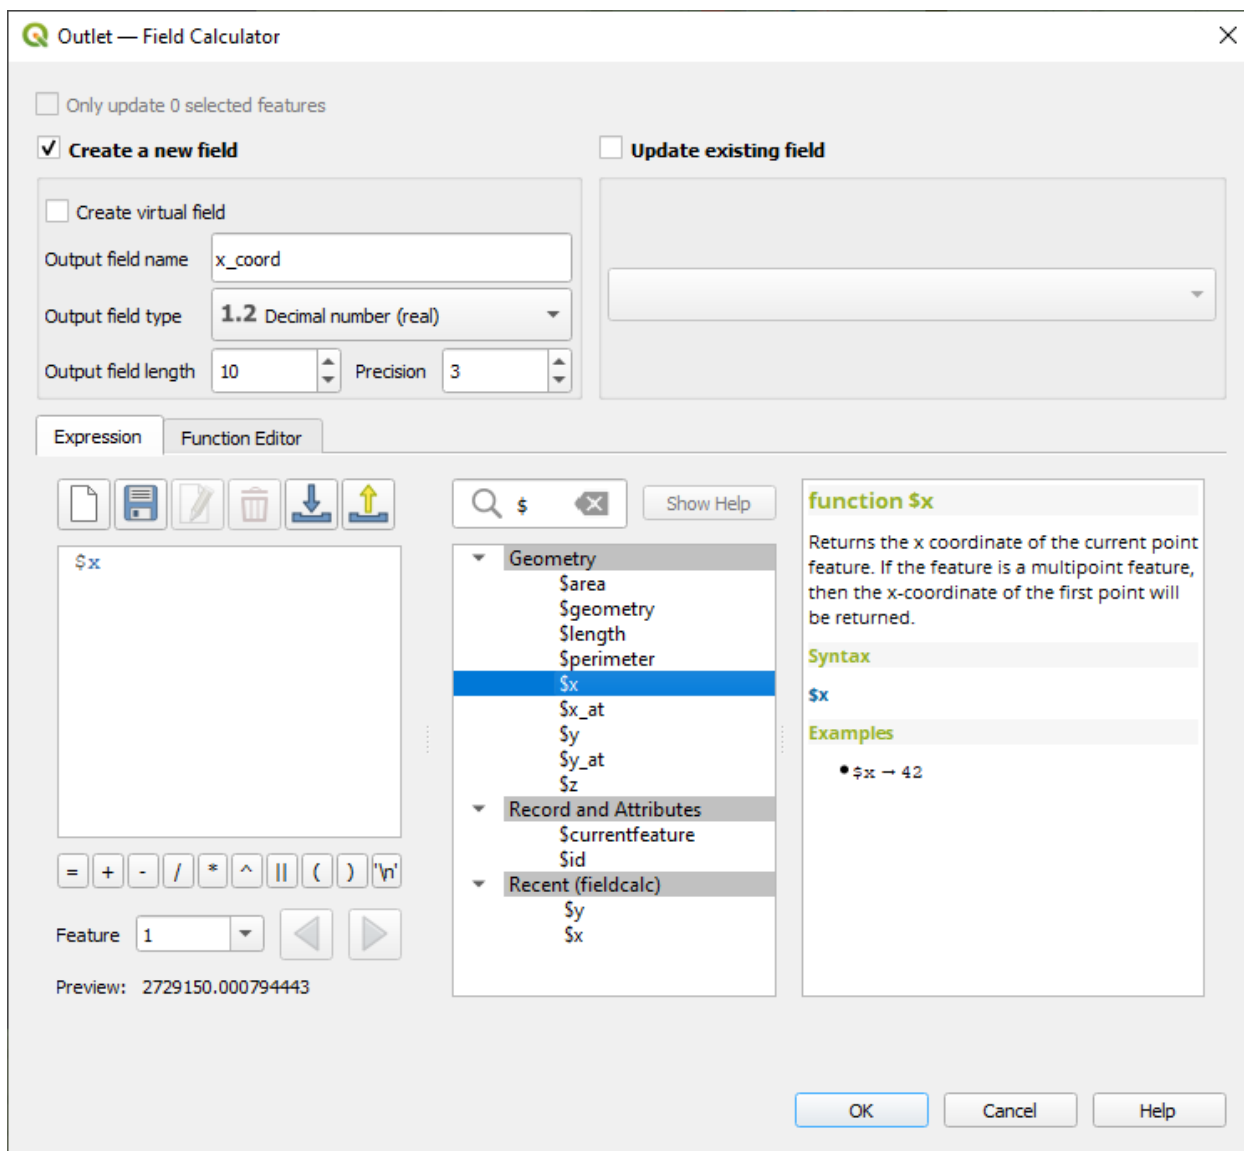 Outlet — Field Calculator
Only update 0 selected features
Create a new field
Update existing field
Create virtual field
Output field name x_coord
Output field type 1.2 Decimal number (real)
Output field length 10 Precision 3
Expression Function Editor
$ Show Help
$x
Geometry
$area
$geometry
$length
$perimeter
$x
$x_at
$y
$y_at
$z
Record and Attributes
$currentfeature
$id
Recent (fieldcalc)
$y
$x
function $x
Returns the x coordinate of the current point
feature. If the feature is a multipoint feature,
then the x-coordinate of the first point will
be returned.
Syntax
$x
Examples
$x → 42
= + - / * ^ || ( ) '\n'
Feature 1
Preview: 2729150.000794443
OK Cancel Help